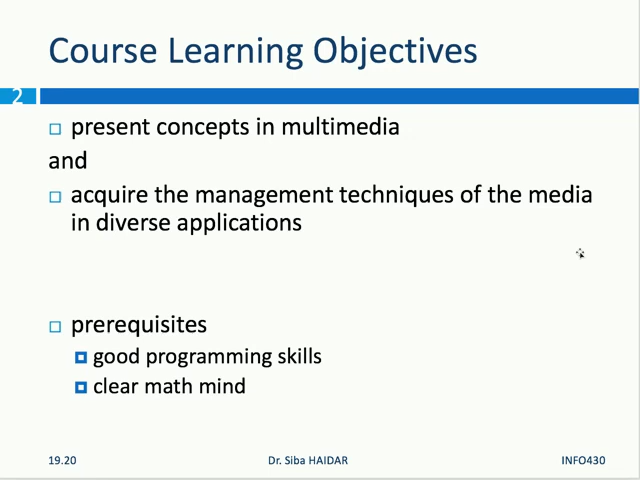 Course Learning Objectives
2
present concepts in multimedia
and
acquire the management techniques of the media
in diverse applications
prerequisites
good programming skills
clear math mind
19.20 Dr. Siba HAIDAR INFO430